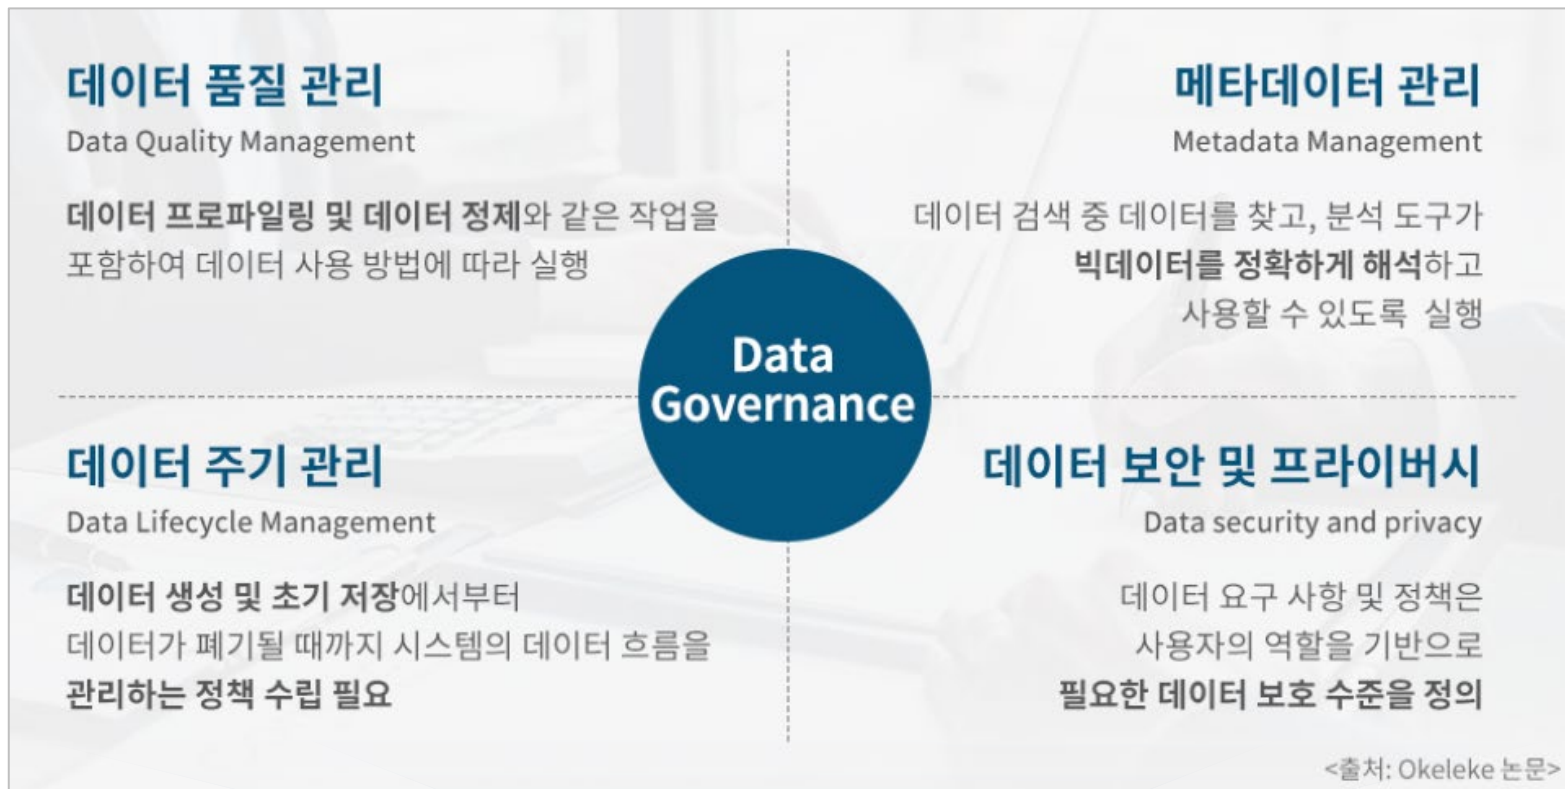 데이터 품질 관리
Data Quality Management
데이터 프로파일링 및 데이터 정제와 같은 작업을
포함하여 데이터 사용 방법에 따라 실행
메타데이터 관리
Metadata Management
데이터 검색 중 데이터를 찾고, 분석 도구가
빅데이터를 정확하게 해석하고
사용할 수 있도록 실행
Data
Governance
데이터 주기 관리
Data Lifecycle Management
데이터 생성 및 초기 저장에서부터
데이터가 폐기될 때까지 시스템의 데이터 흐름을
관리하는 정책 수립 필요
데이터 보안 및 프라이버시
Data security and privacy
데이터 요구 사항 및 정책은
사용자의 역할을 기반으로
필요한 데이터 보호 수준을 정의
<출처: Okeleke 논문>